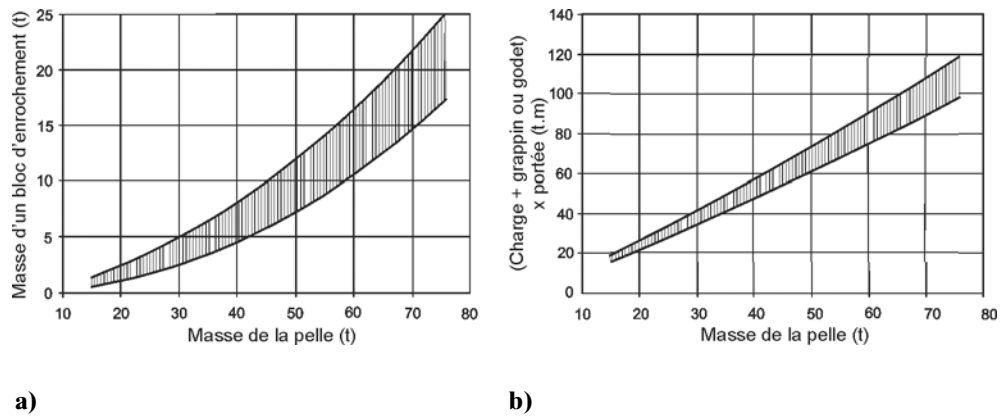 Masse d'un bloc d'enrochement (t)
25
20
15
10
5
0
10 20 30 40 50 60 70 80
Masse de la pelle (t)
(Charge + grappin ou godet)
x portée (t.m)
140
120
100
80
60
40
20
0
10 20 30 40 50 60 70 80
Masse de la pelle (t)
a)
b)